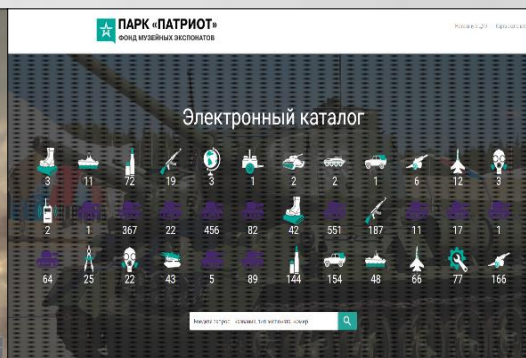 ПАРК «ПАТРИОТ»
ФОНД МУЗЕЙНЫХ ЭКСПОНАТОВ
Электронный каталог
3 11 72 19 3 1 2 2 1 6 12 3
2 1 367 22 456 82 42 551 187 11 17 1
64 25 22 43 5 89 144 154 48 66 77 166